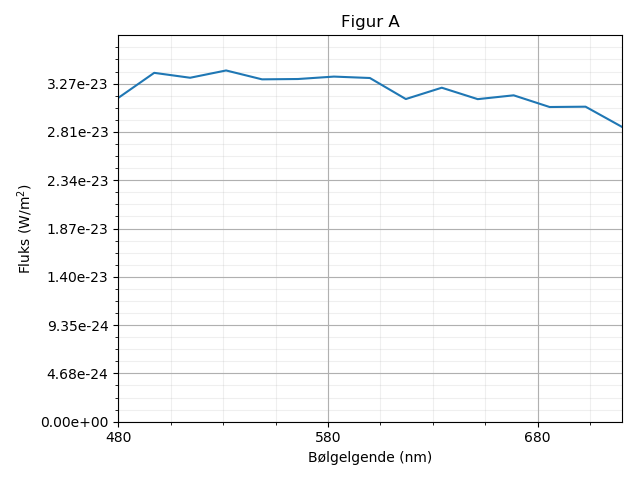 Figur A
3.27e-23
2.81e-23
2.34e-23
1.87e-23
1.40e-23
9.35e-24
4.68e-24
0.00e+00
Fluks (W/m²)
480 580 680
Bølgelgende (nm)